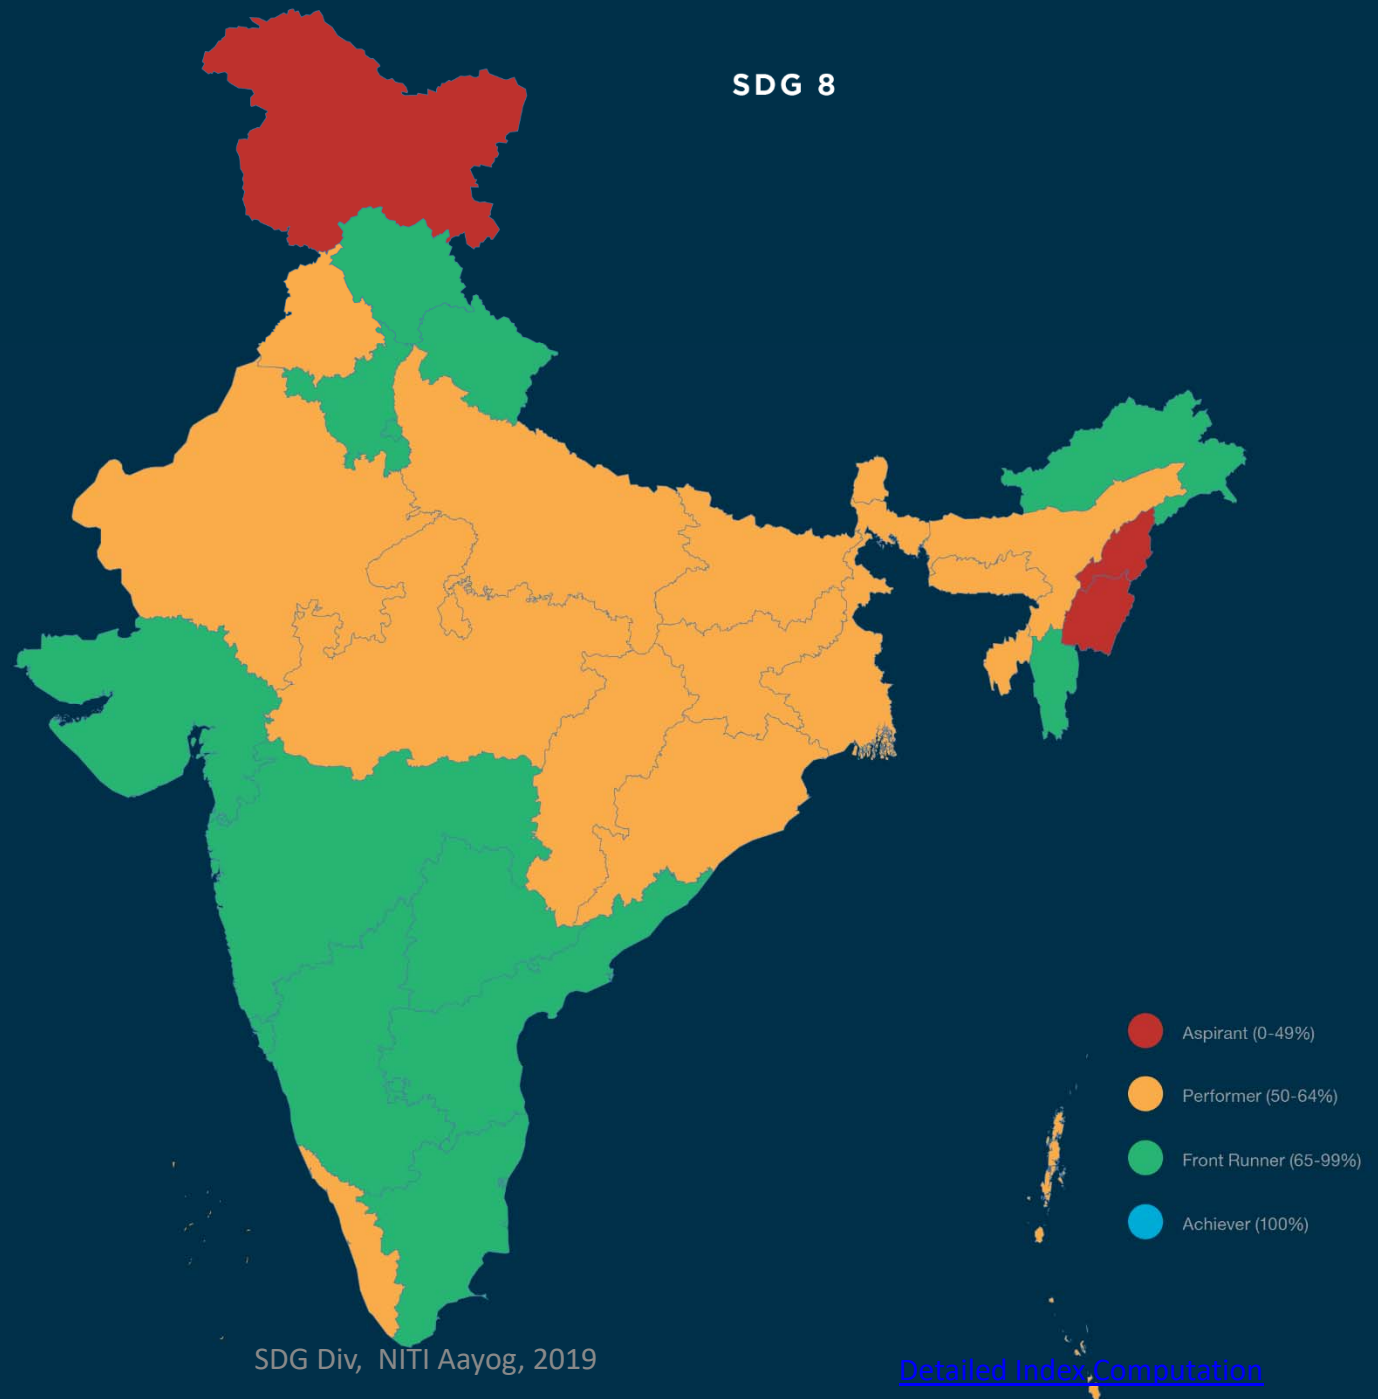 SDG 8
Aspirant (0-49%)
Performer (50-64%)
Front Runner (65-99%)
Achiever (100%)
SDG Div, NITI Aayog, 2019
Detailed Index Computation